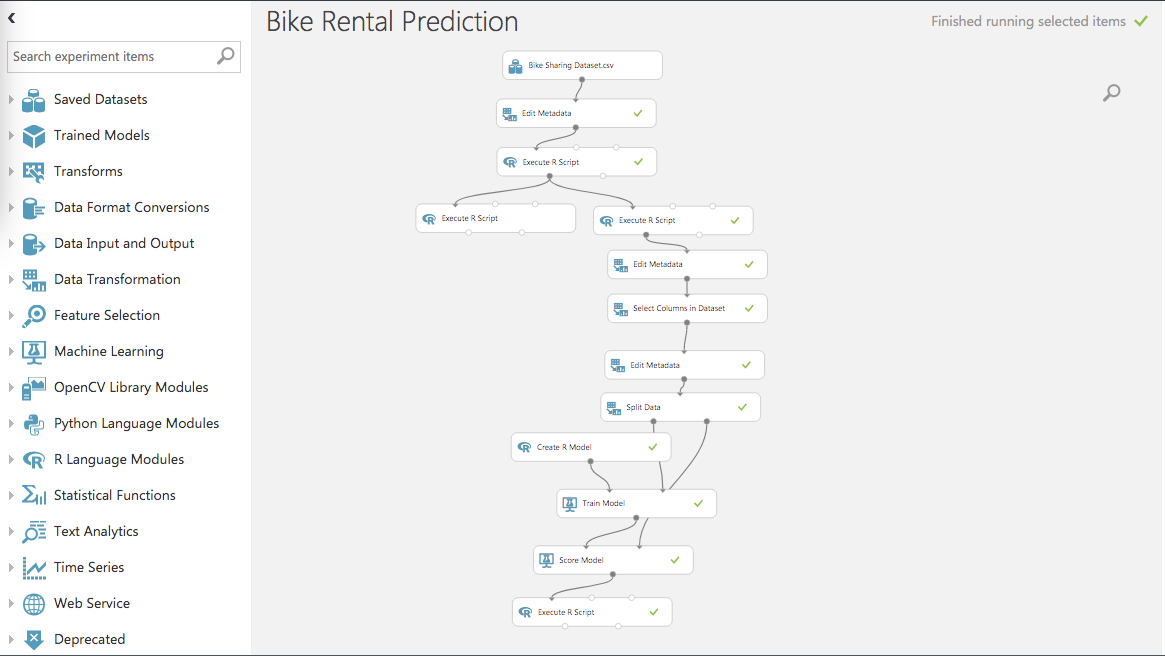 Bike Rental Prediction
Finished running selected items
Search experiment items
Saved Datasets
Trained Models
Transforms
Data Format Conversions
Data Input and Output
Data Transformation
Feature Selection
Machine Learning
OpenCV Library Modules
Python Language Modules
R Language Modules
Statistical Functions
Text Analytics
Time Series
Web Service
Deprecated
Bike Sharing Dataset.csv
Edit Metadata
Execute R Script
Execute R Script
Execute R Script
Edit Metadata
Select Columns in Dataset
Edit Metadata
Split Data
Create R Model
Train Model
Score Model
Execute R Script